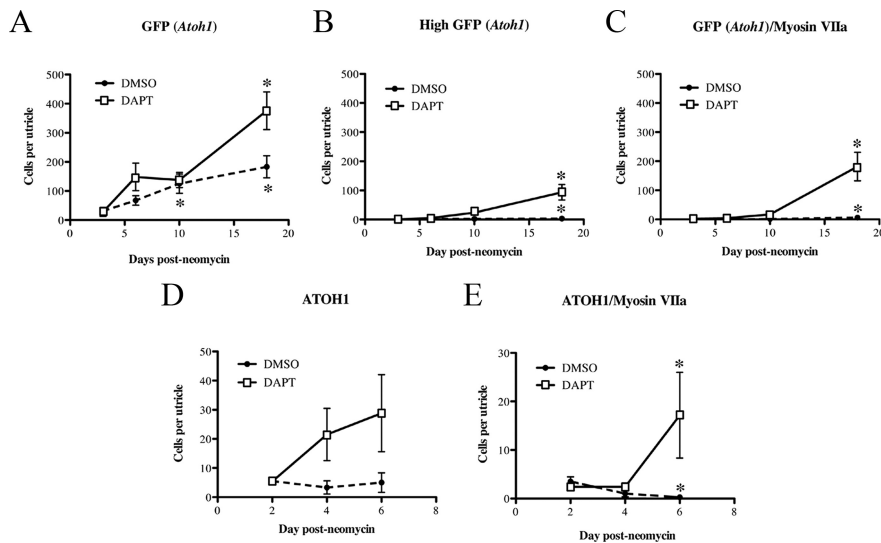 A
GFP (Atoh1)
DMSO
DAPT
Cells per utricle
500
400
300
200
100
0
0
5
10
15
20
*
*
*
Days post-neomycin
B
High GFP (Atoh1)
DMSO
DAPT
Cells per utricle
500
400
300
200
100
0
0
5
10
15
20
*
*
Day post-neomycin
C
GFP (Atoh1)/Myosin VIIa
DMSO
DAPT
Cells per utricle
500
400
300
200
100
0
0
5
10
15
20
*
*
Day post-neomycin
D
ATOH1
DMSO
DAPT
Cells per utricle
50
40
30
20
10
0
0
2
4
6
8
Day post-neomycin
E
ATOH1/Myosin VIIa
DMSO
DAPT
Cells per utricle
30
20
10
0
0
2
4
6
8
*
*
Day post-neomycin